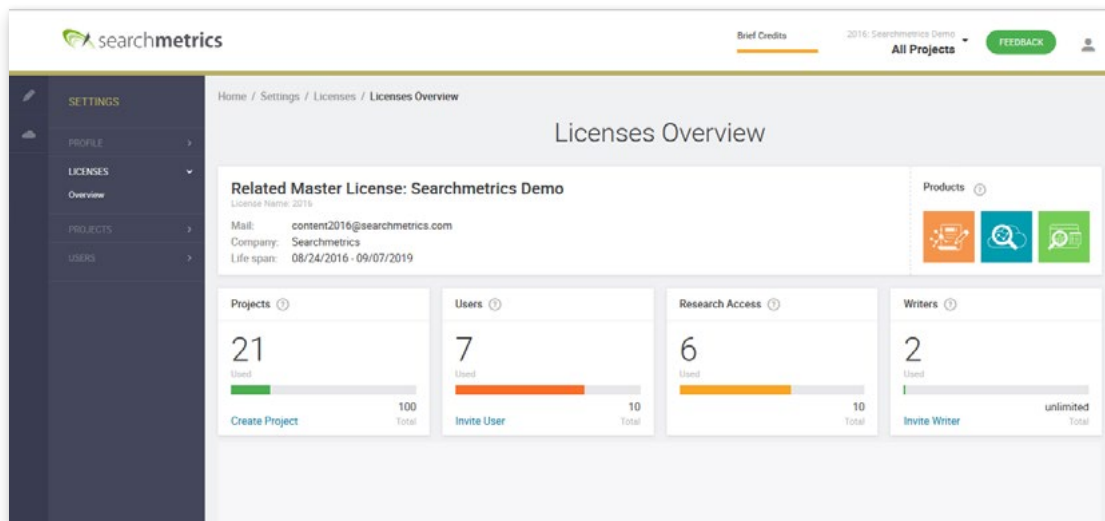 searchmetrics
Brief Credits
2016: Searchmetrics Demo
All Projects
FEEDBACK
SETTINGS
PROFILE
LICENSES
Overview
PROJECTS
USERS
Home / Settings / Licenses / Licenses Overview
Licenses Overview
Related Master License: Searchmetrics Demo
License Name: 2016
Mail: content2016@searchmetrics.com
Company: Searchmetrics
Life span: 08/24/2016 - 09/07/2019
Products ?
Projects ?
21
Used
100
Create Project Total
Users ?
7
Used
10
Invite User Total
Research Access ?
6
Used
10
Total
Writers ?
2
Used
unlimited
Invite Writer Total